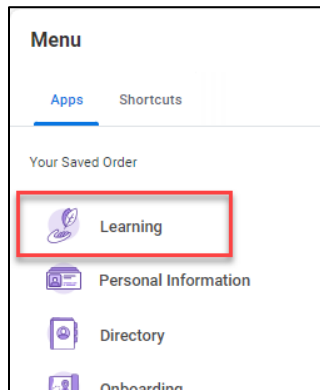 Menu
Apps Shortcuts
Your Saved Order
Learning
Personal Information
Directory
Onboarding